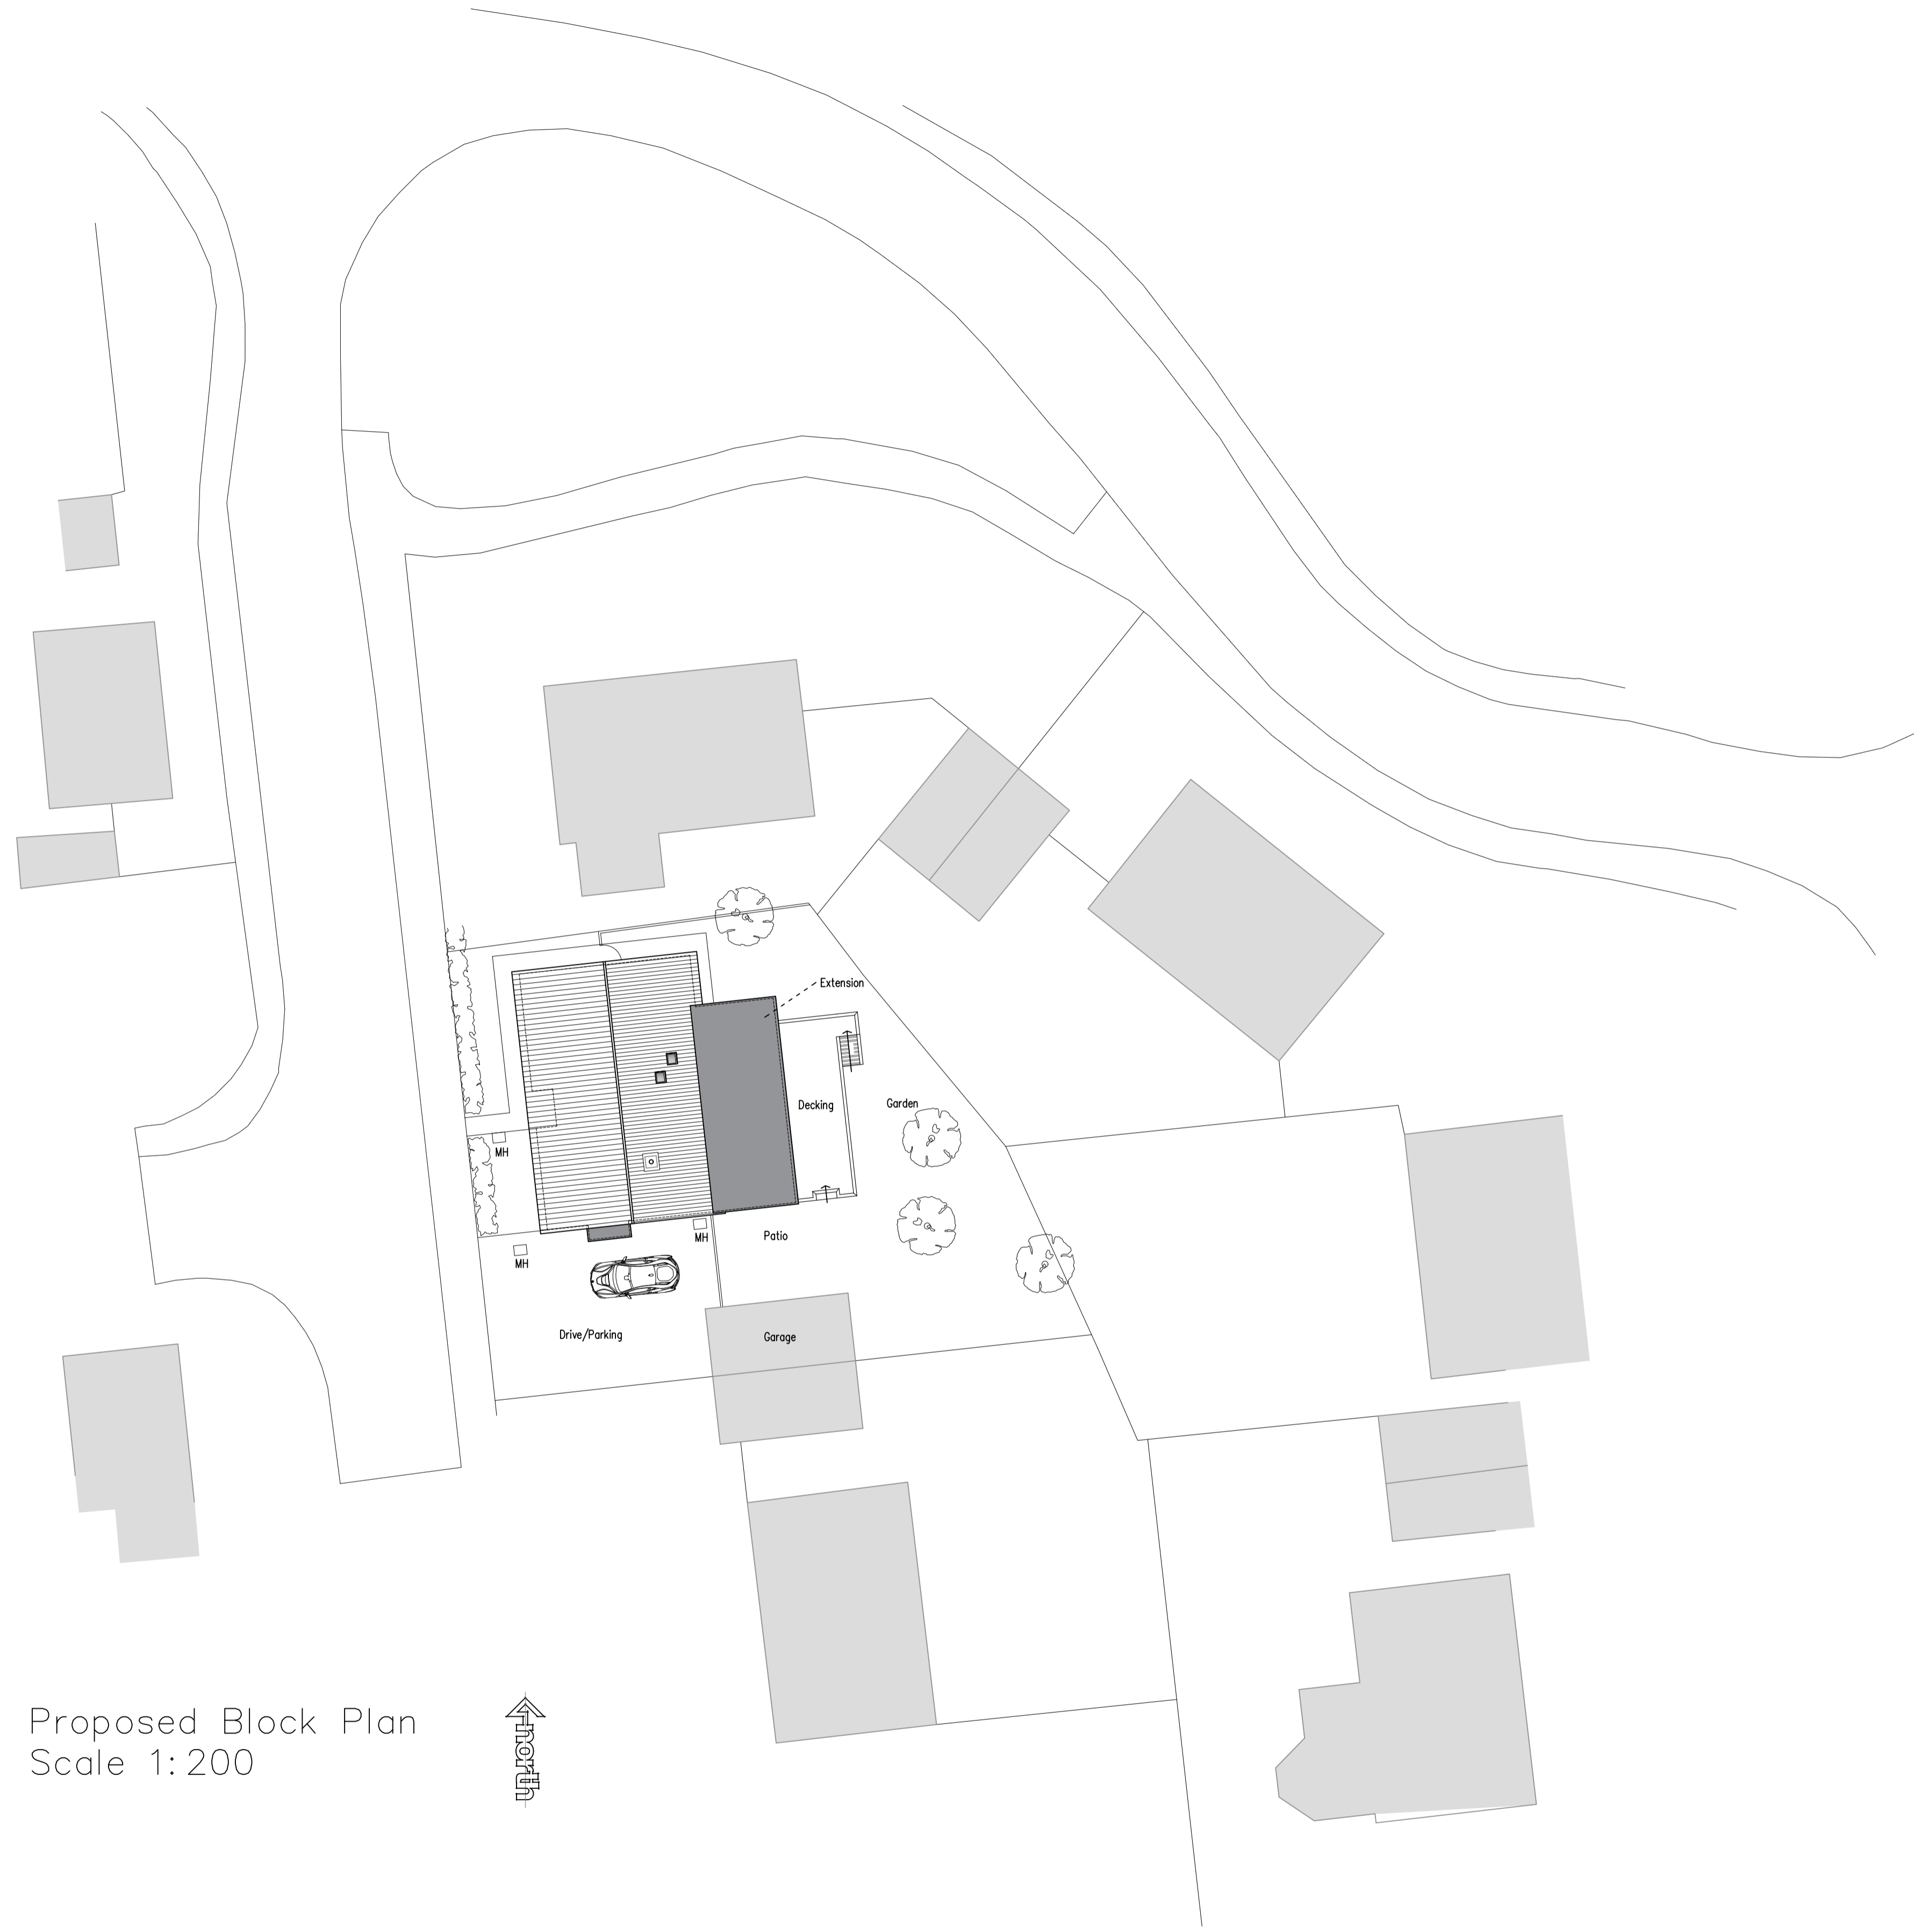 Extension
Decking
Garden
MH
Patio
MH
MH
Drive/Parking
Garage
Proposed Block Plan
Scale 1:200
north